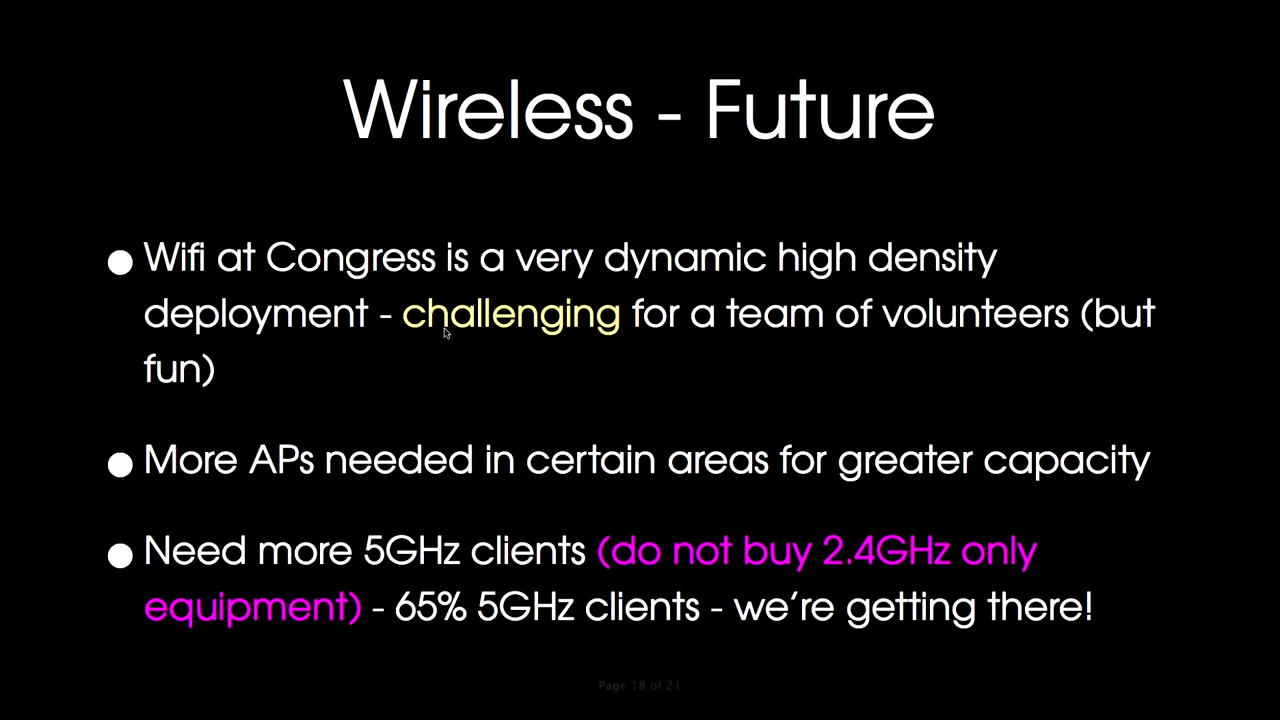 Wireless - Future
● Wifi at Congress is a very dynamic high density
deployment - challenging for a team of volunteers (but
fun)
● More APs needed in certain areas for greater capacity
● Need more 5GHz clients (do not buy 2.4GHz only
equipment) - 65% 5GHz clients - we're getting there!
Page 18 of 21